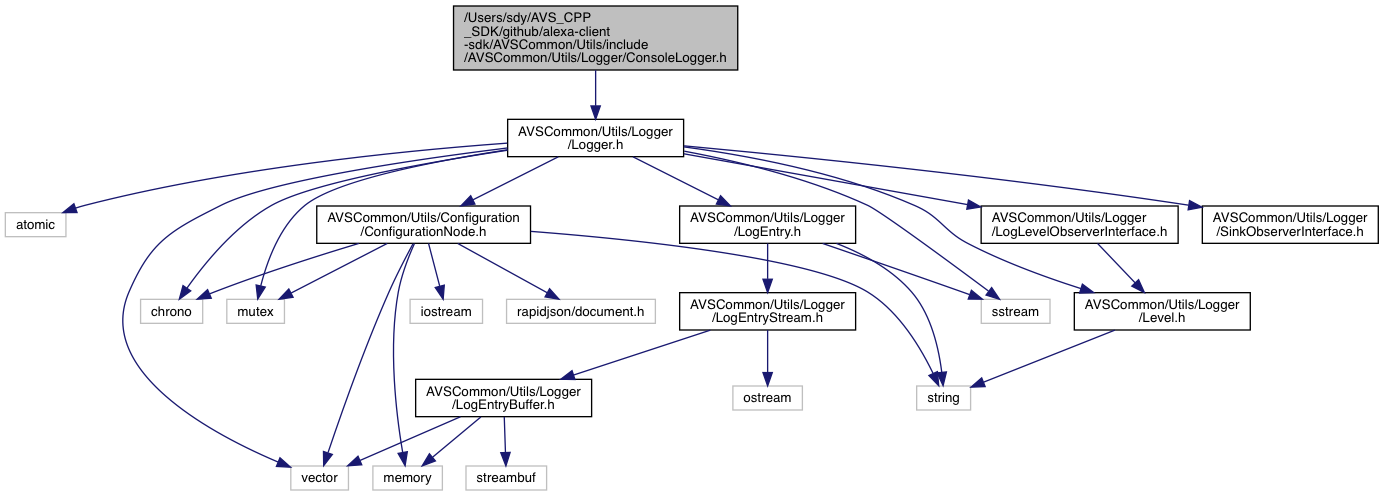 /Users/sdy/AVS_CPP
_SDK/github/alexa-client
-sdk/AVSCommon/Utils/include
/AVSCommon/Utils/Logger/ConsoleLogger.h
AVSCommon/Utils/Logger
/Logger.h
atomic
AVSCommon/Utils/Configuration
/ConfigurationNode.h
AVSCommon/Utils/Logger
/LogEntry.h
AVSCommon/Utils/Logger
/LogLevelObserverInterface.h
AVSCommon/Utils/Logger
/SinkObserverInterface.h
chrono
mutex
iostream
rapidjson/document.h
AVSCommon/Utils/Logger
/LogEntryStream.h
sstream
AVSCommon/Utils/Logger
/Level.h
AVSCommon/Utils/Logger
/LogEntryBuffer.h
ostream
string
vector
memory
streambuf